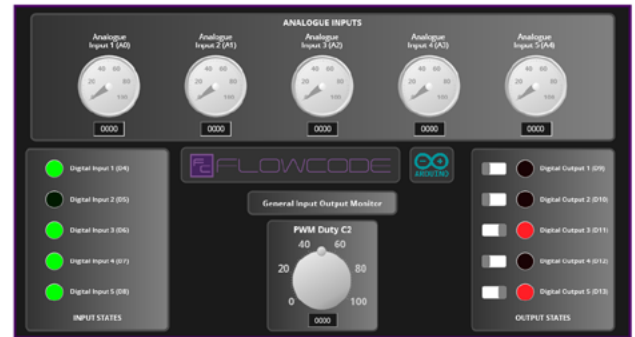 ANALOGUE INPUTS
Analogue Input 1 (A0)
Analogue Input 2 (A1)
Analogue Input 3 (A2)
Analogue Input 4 (A3)
Analogue Input 5 (A4)
20 40 60 80 100
20 40 60 80 100
20 40 60 80 100
20 40 60 80 100
20 40 60 80 100
0000
0000
0000
0000
0000
Digital Input 1 (D4)
Digital Input 2 (D5)
Digital Input 3 (D6)
Digital Input 4 (D7)
Digital Input 5 (D8)
INPUT STATES
FC FLOWCODE
ARDUINO
General Input Output Monitor
PWM Duty C2
0 20 40 60 80 100
0000
Digital Output 1 (D9)
Digital Output 2 (D10)
Digital Output 3 (D11)
Digital Output 4 (D12)
Digital Output 5 (D13)
OUTPUT STATES